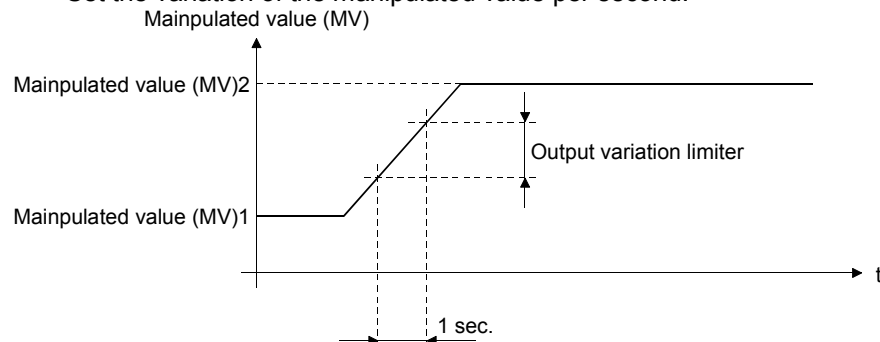 Set the variation of the manipulated value per second.
Mainpulated value (MV)
Mainpulated value (MV)2
Output variation limiter
Mainpulated value (MV)1
t
1 sec.